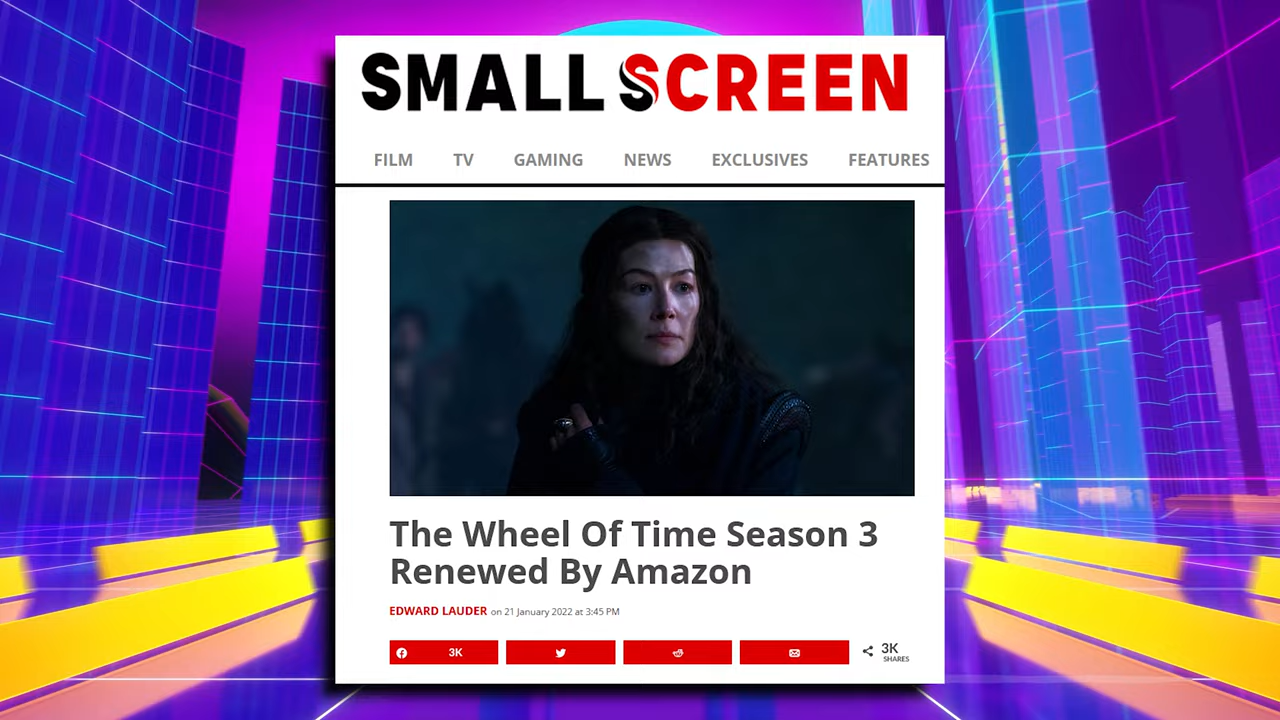 SMALL SCREEN
FILM TV GAMING NEWS EXCLUSIVES FEATURES
The Wheel Of Time Season 3
Renewed By Amazon
EDWARD LAUDER on 21 January 2022 at 3:45 PM
3K
3K
SHARES